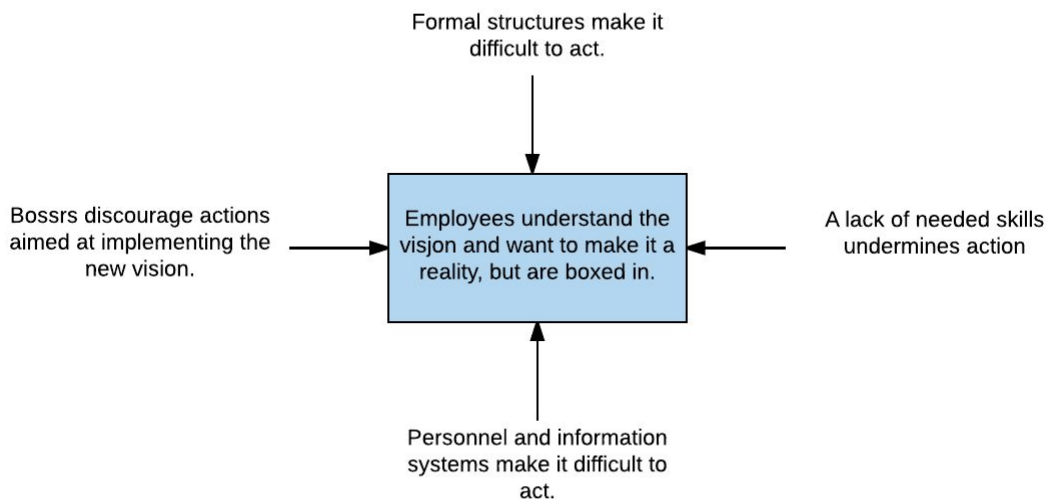 Formal structures make it
difficult to act.
Bossrs discourage actions
aimed at implementing the
new vision.
Employees understand the
visjon and want to make it a
reality, but are boxed in.
A lack of needed skills
undermines action
Personnel and information
systems make it difficult to
act.